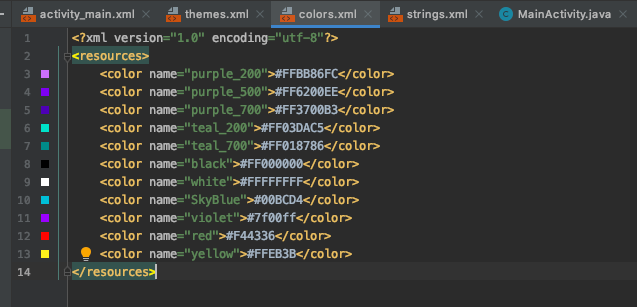 activity_main.xml themes.xml colors.xml strings.xml MainActivity.java
1 <?xml version="1.0" encoding="utf-8"?>
2 <resources>
3 <color name="purple_200">#FFBB86FC</color>
4 <color name="purple_500">#FF6200EE</color>
5 <color name="purple_700">#FF3700B3</color>
6 <color name="teal_200">#FF03DAC5</color>
7 <color name="teal_700">#FF018786</color>
8 <color name="black">#FF000000</color>
9 <color name="white">#FFFFFFFF</color>
10 <color name="SkyBlue">#00BCD4</color>
11 <color name="violet">#7f00ff</color>
12 <color name="red">#F44336</color>
13 <color name="yellow">#FFEB3B</color>
14 </resources>